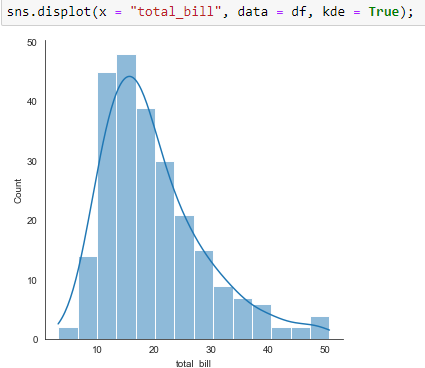 sns.displot(x = "total_bill", data = df, kde = True);
50
40
30
20
10
0
Count
10 20 30 40 50
total_bill